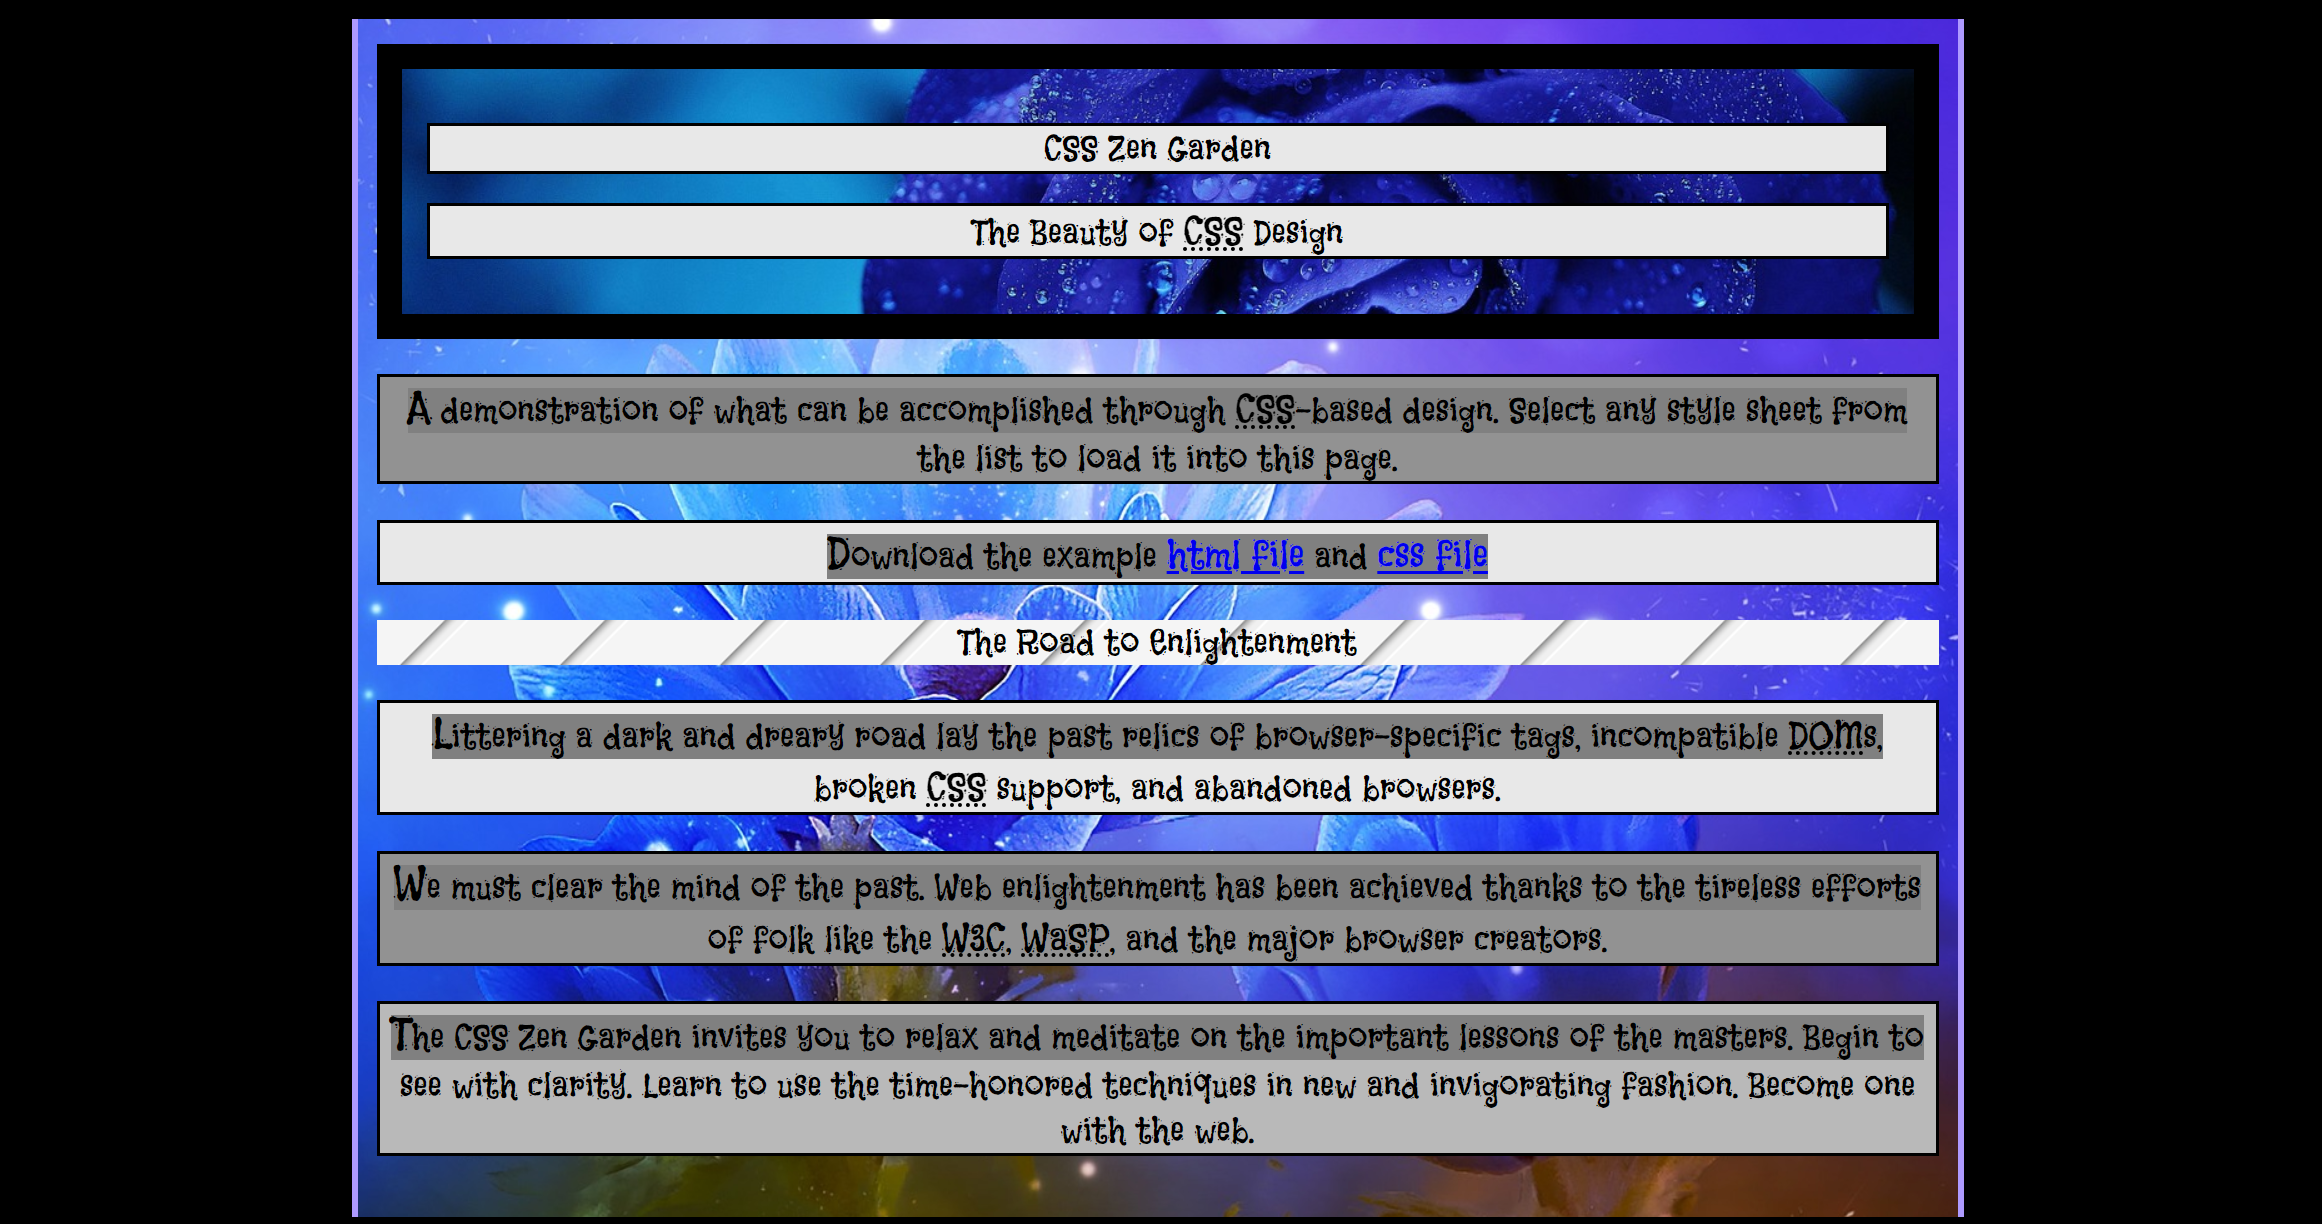 CSS Zen Garden
The Beauty of CSS Design
A demonstration of what can be accomplished through CSS-based design. Select any style sheet from
the list to load it into this page.
Download the example html file and css file
The Road to Enlightenment
Littering a dark and dreary road lay the past relics of browser-specific tags, incompatible DOMs,
broken CSS support, and abandoned browsers.
We must clear the mind of the past. Web enlightenment has been achieved thanks to the tireless efforts
of folk like the W3C, WaSP, and the major browser creators.
The CSS Zen Garden invites you to relax and meditate on the important lessons of the masters. Begin to
see with clarity. Learn to use the time-honored techniques in new and invigorating fashion. Become one
with the web.